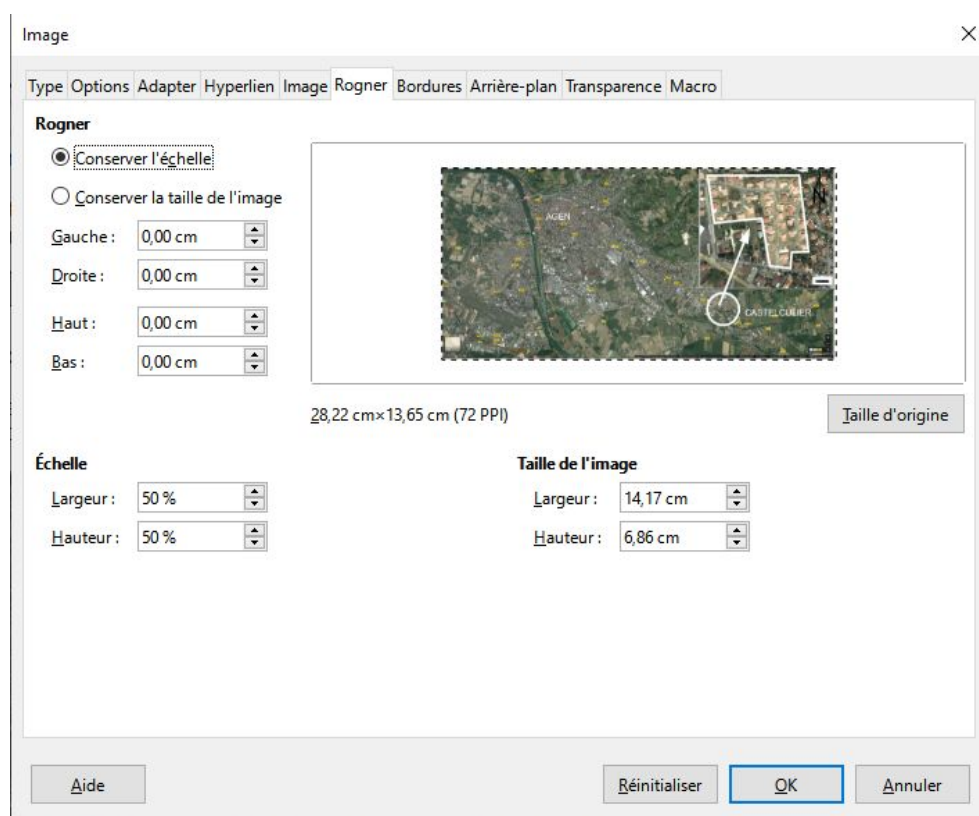 Image
Type Options Adapter Hyperlien Image Rogner Bordures Arrière-plan Transparence Macro
Rogner
Conserver l'échelle
Conserver la taille de l'image
Gauche : 0,00 cm
Droite : 0,00 cm
Haut : 0,00 cm
Bas : 0,00 cm
AGEN
N
CASTELCULIER
28,22 cm×13,65 cm (72 PPI)
Taille d'origine
Échelle
Largeur : 50 %
Hauteur : 50 %
Taille de l'image
Largeur : 14,17 cm
Hauteur : 6,86 cm
Aide
Réinitialiser
OK
Annuler